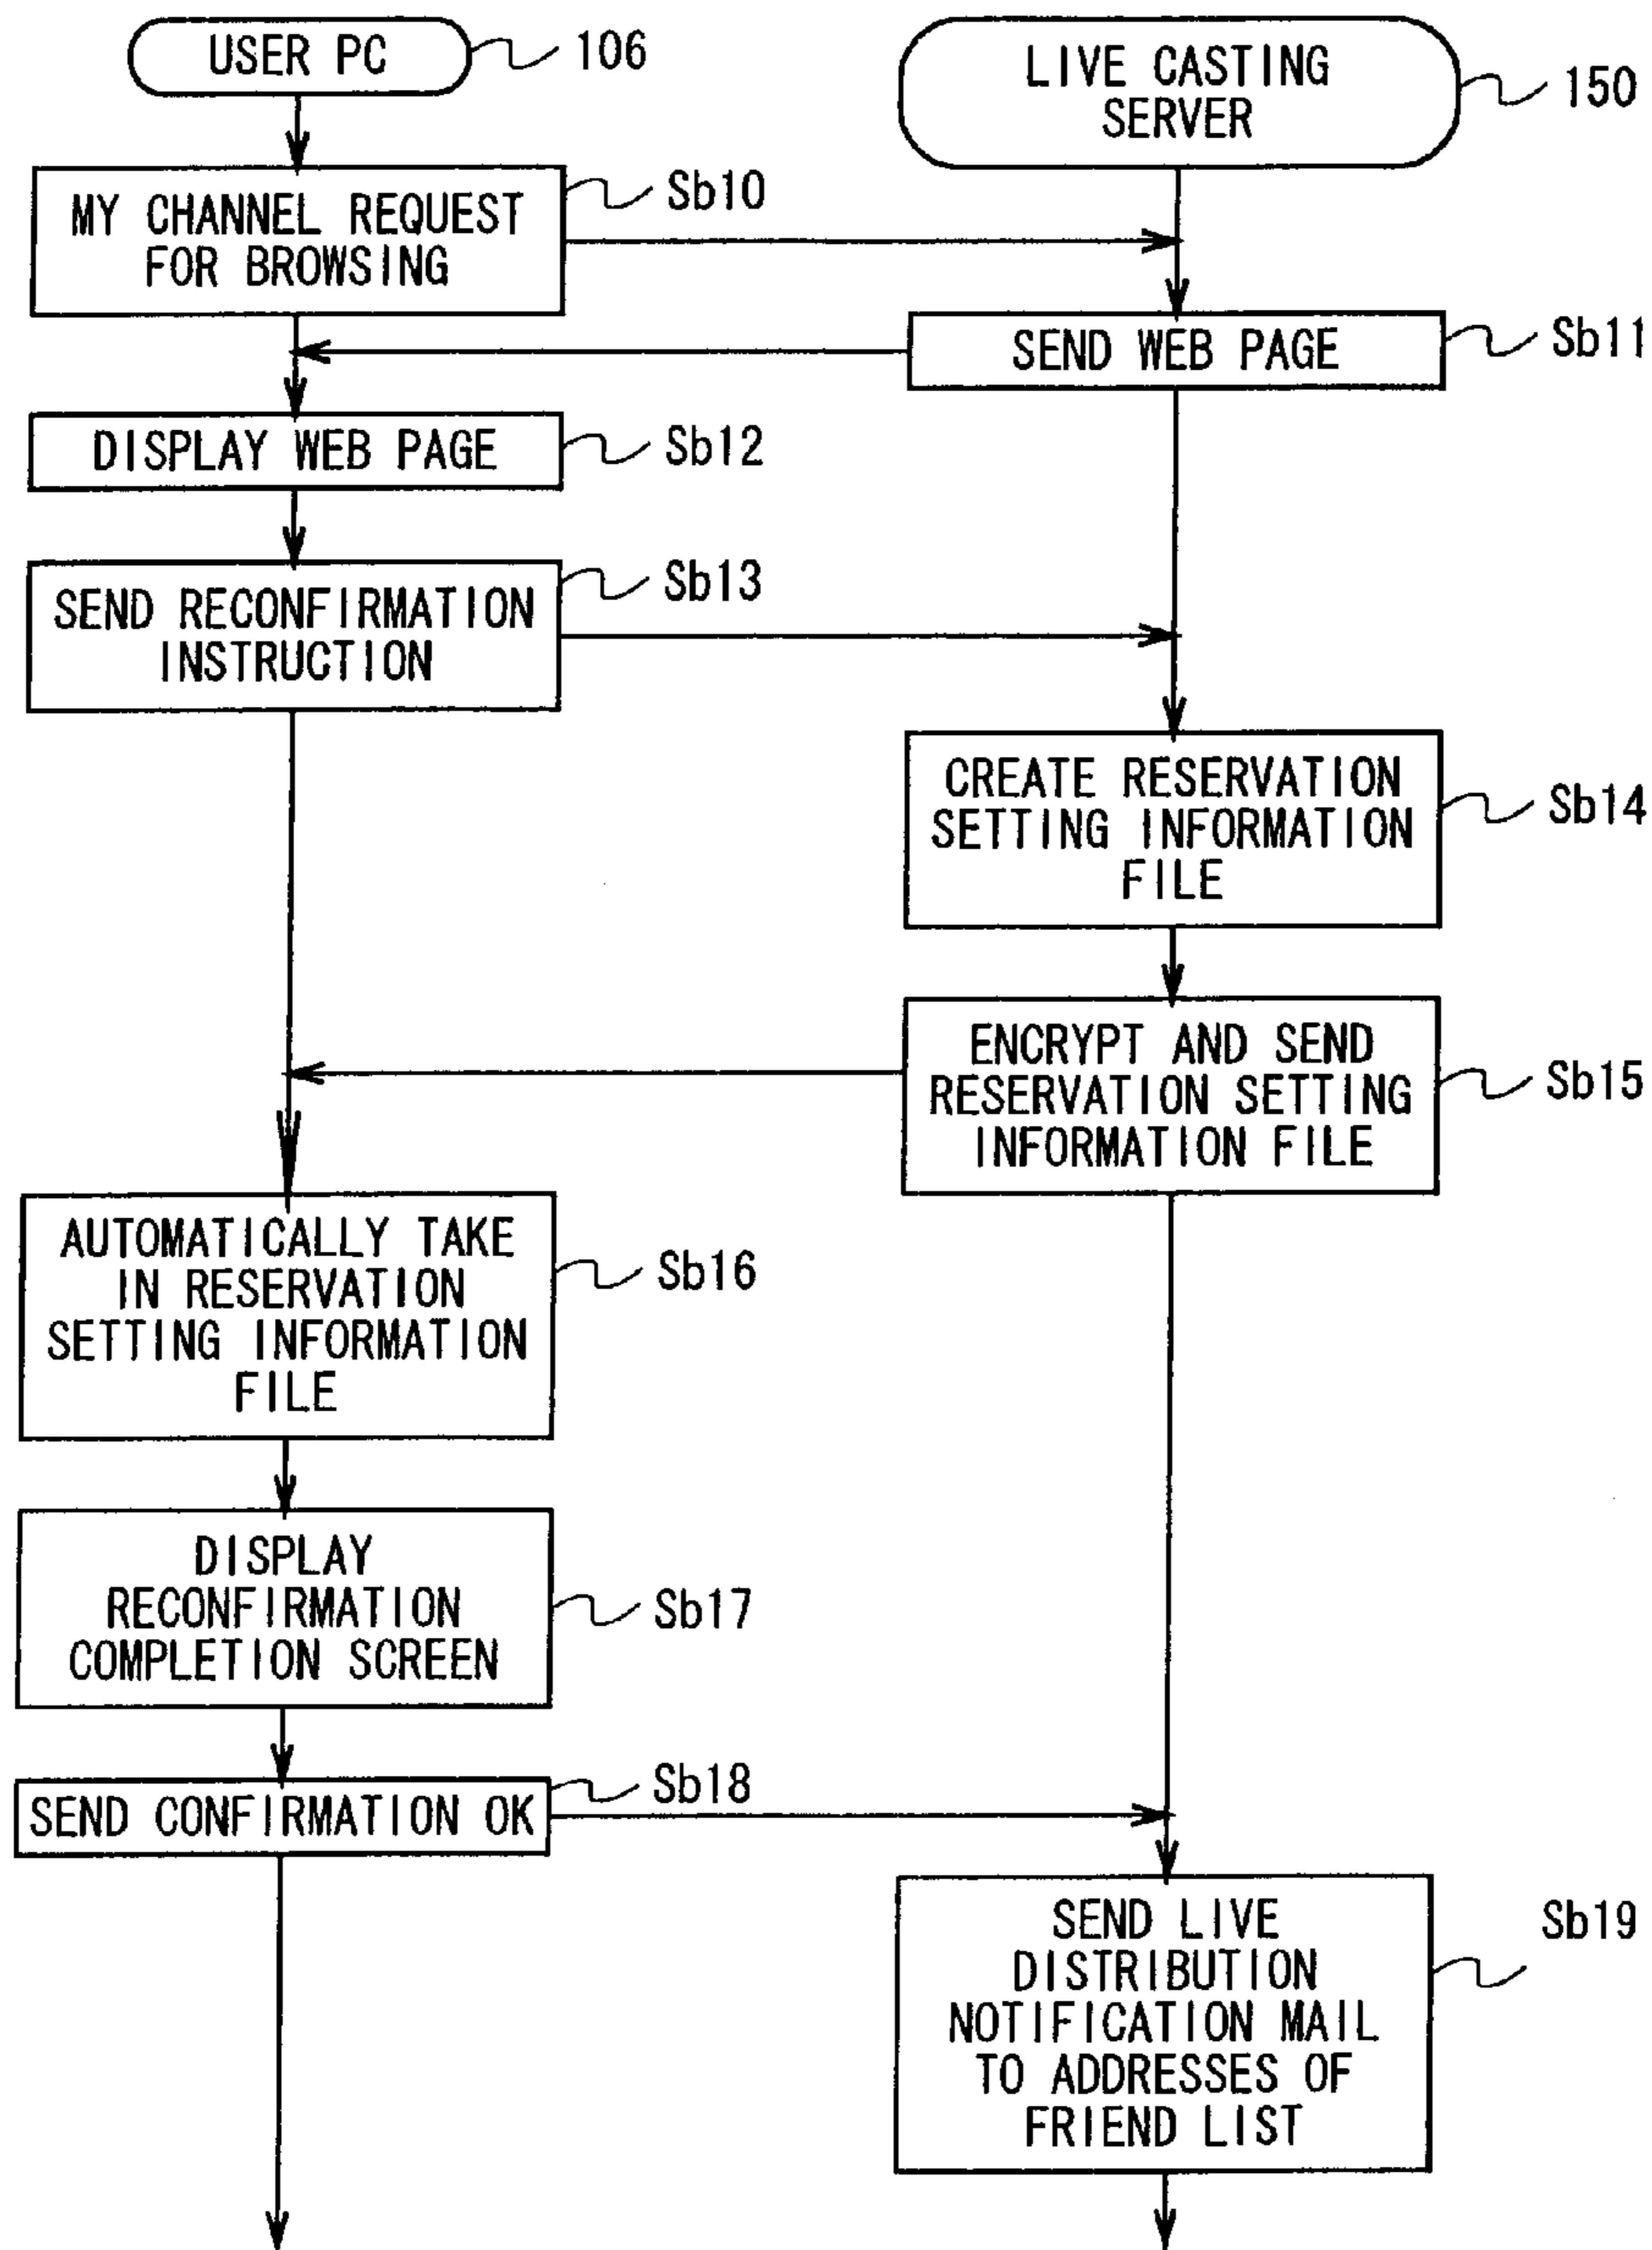 USER PC
106
LIVE CASTING
SERVER
150
MY CHANNEL REQUEST
FOR BROWSING
Sb10
SEND WEB PAGE
Sb11
DISPLAY WEB PAGE
Sb12
SEND RECONFIRMATION
INSTRUCTION
Sb13
CREATE RESERVATION
SETTING INFORMATION
FILE
Sb14
ENCRYPT AND SEND
RESERVATION SETTING
INFORMATION FILE
Sb15
AUTOMATICALLY TAKE
IN RESERVATION
SETTING INFORMATION
FILE
Sb16
DISPLAY
RECONFIRMATION
COMPLETION SCREEN
Sb17
SEND CONFIRMATION OK
Sb18
SEND LIVE
DISTRIBUTION
NOTIFICATION MAIL
TO ADDRESSES OF
FRIEND LIST
Sb19